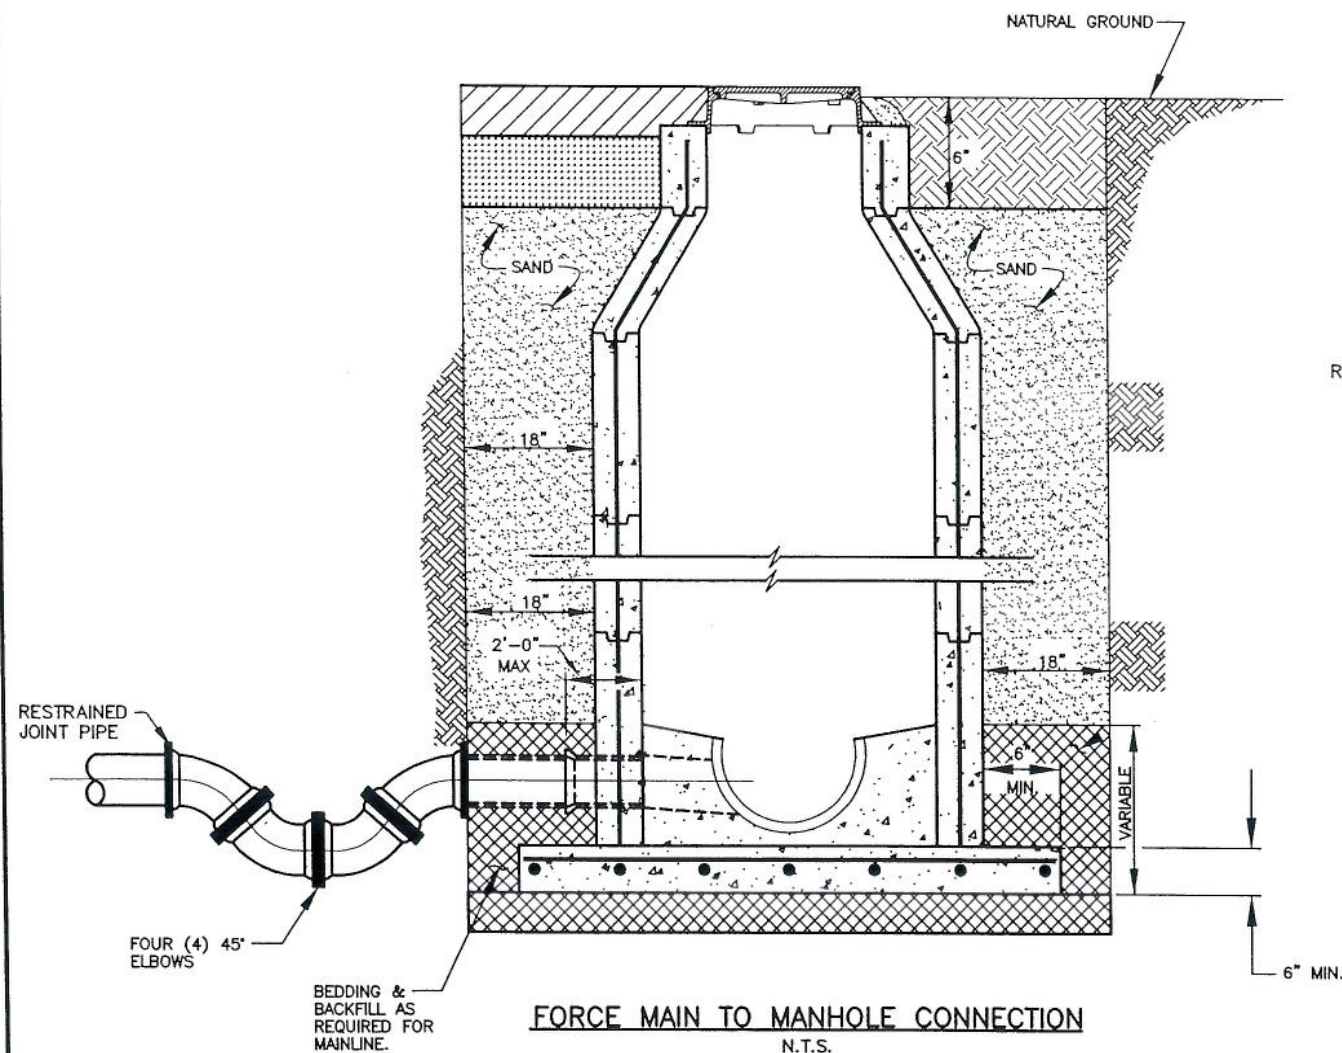 NATURAL GROUND
6"
SAND
SAND
R
18"
18"
2'-0"
MAX
18"
RESTRAINED
JOINT PIPE
6"
MIN.
VARIABLE
FOUR (4) 45°
ELBOWS
6" MIN.
BEDDING &
BACKFILL AS
REQUIRED FOR
MAINLINE.
FORCE MAIN TO MANHOLE CONNECTION
N.T.S.